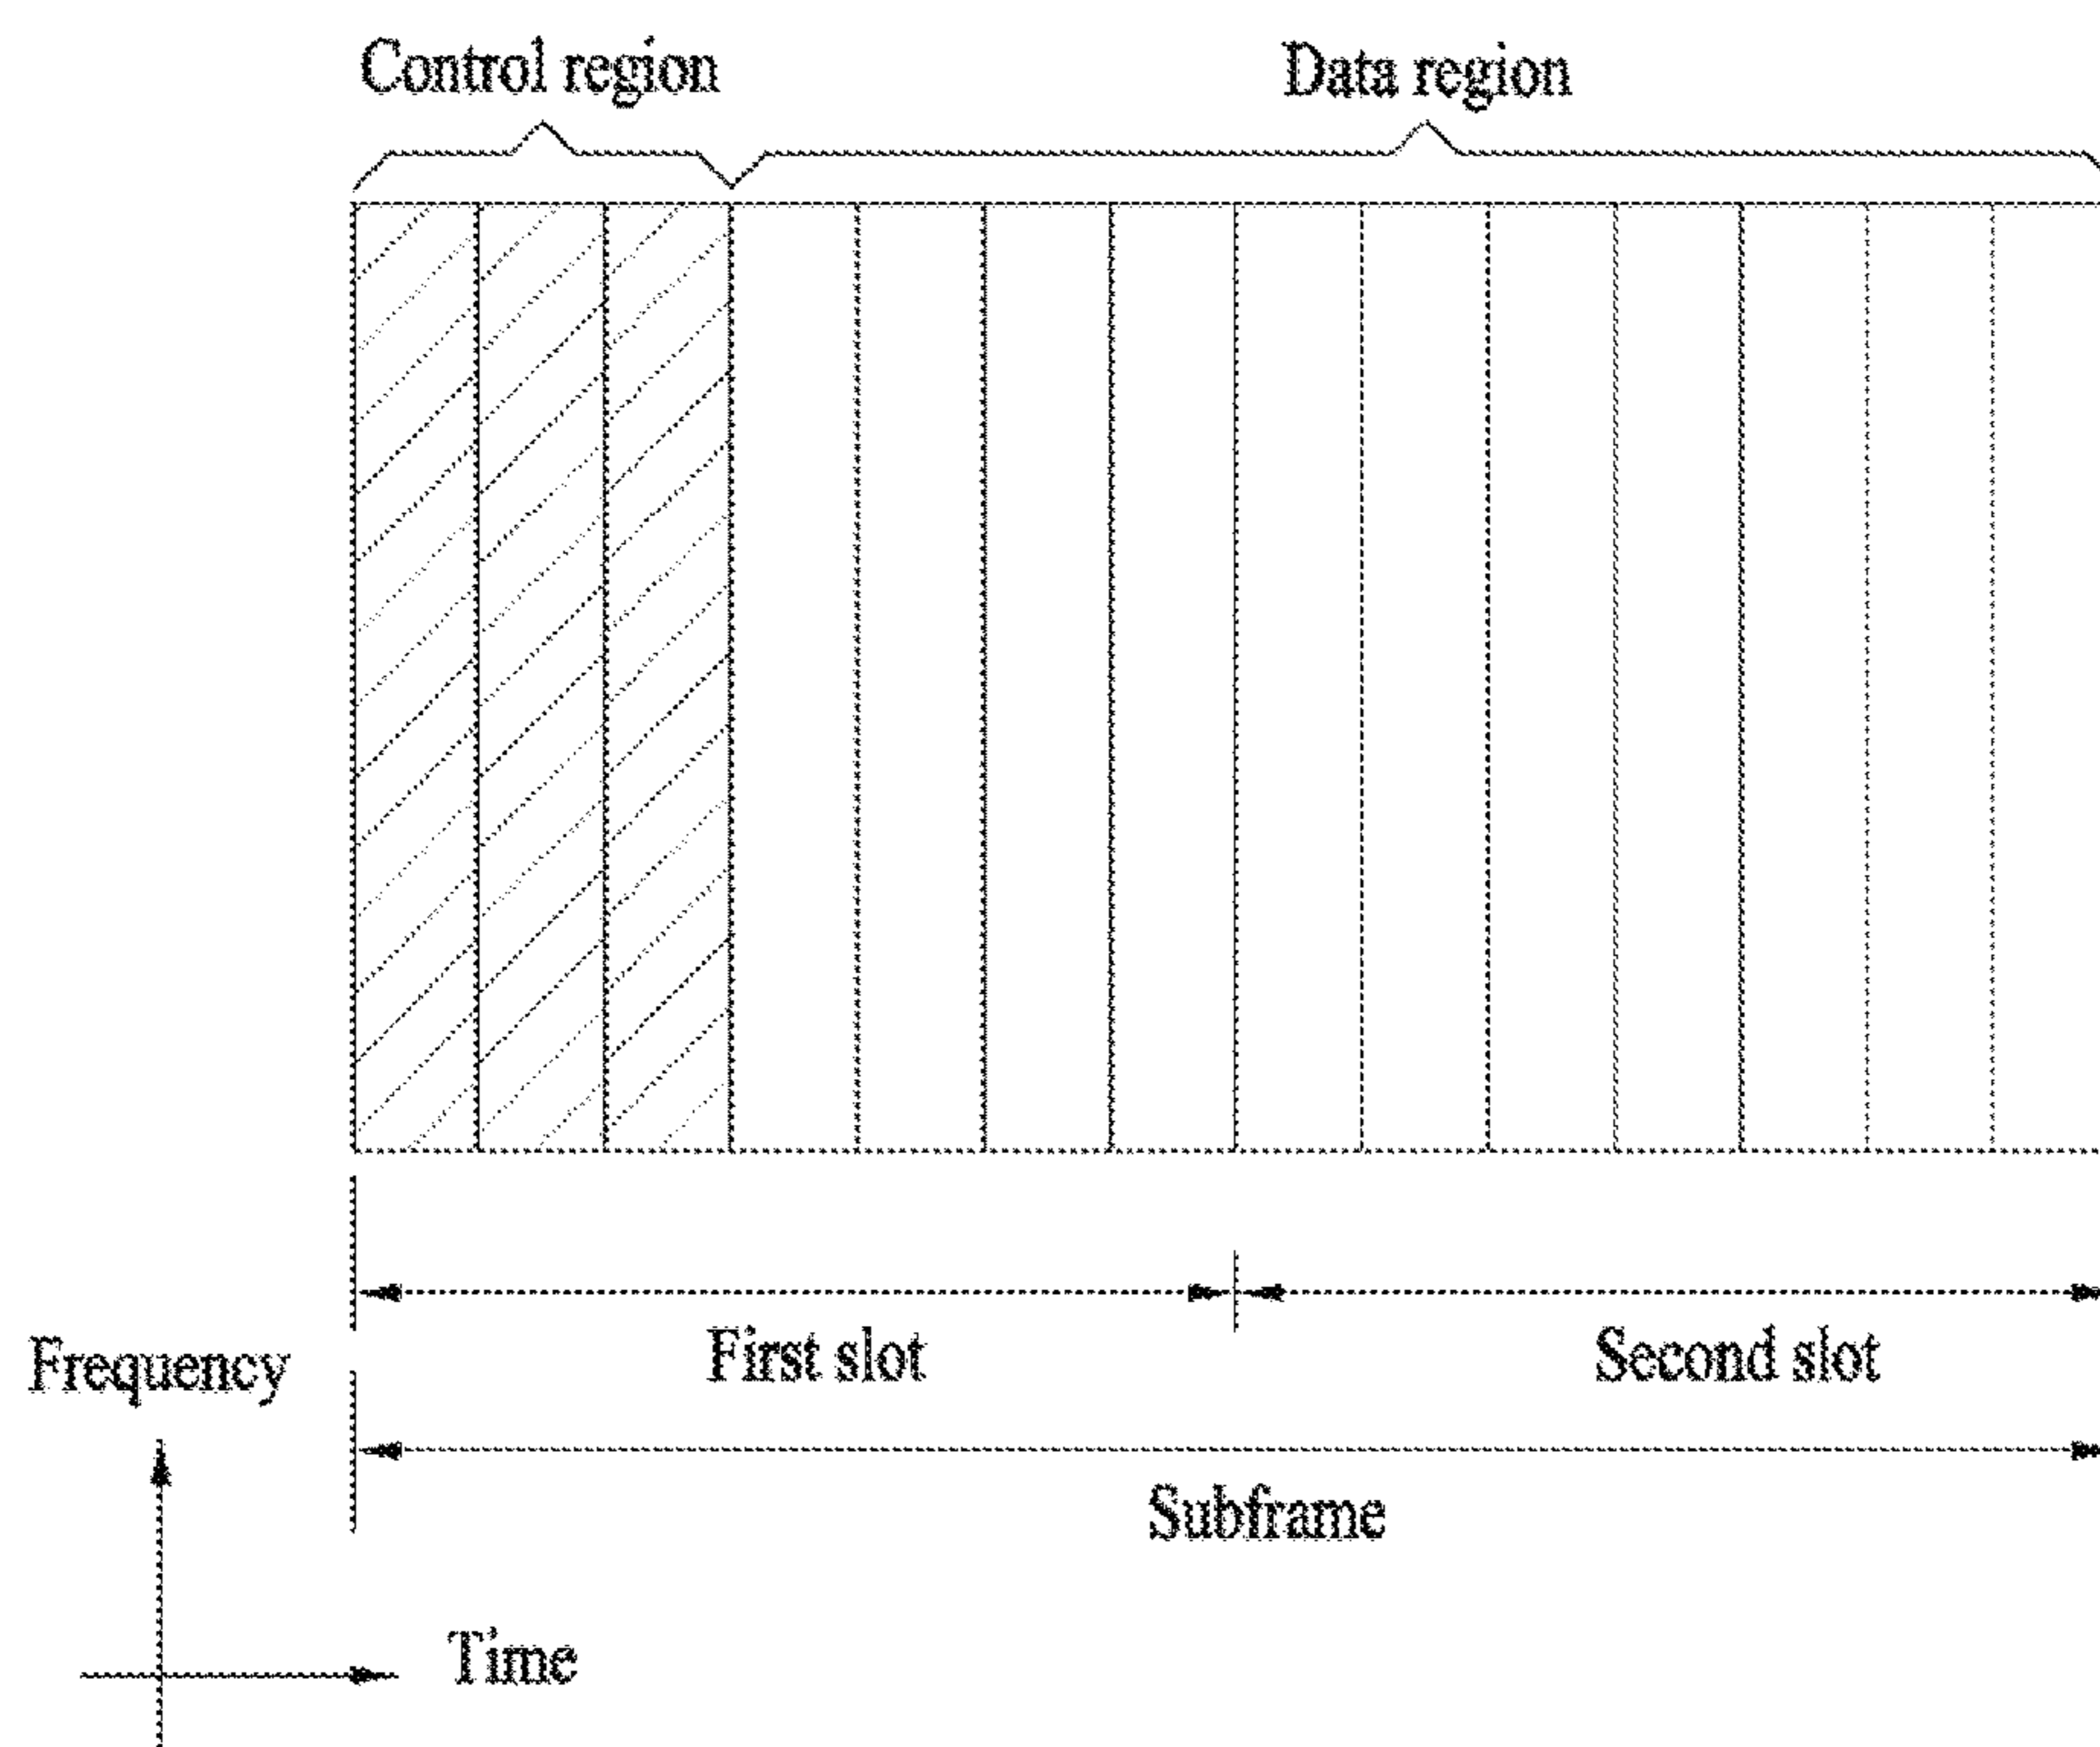 Control region
Data region
First slot
Second slot
Frequency
Subframe
Time